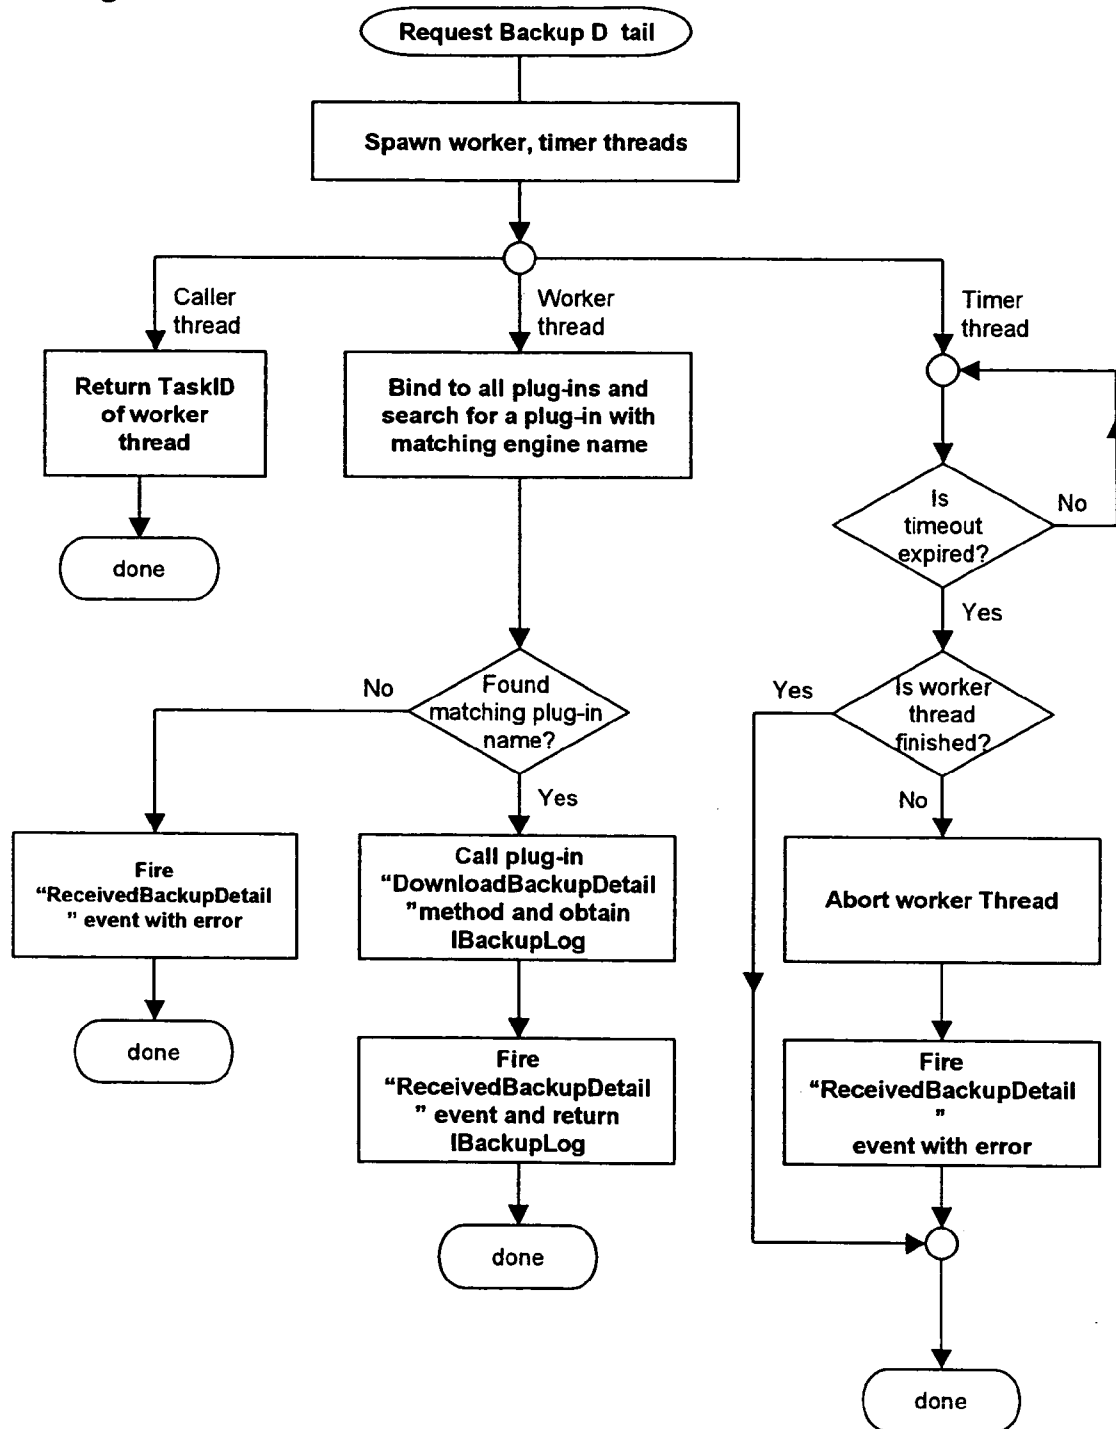 Request Backup D tail
Spawn worker, timer threads
Caller
thread
Worker
thread
Timer
thread
Return TaskID
of worker
thread
Bind to all plug-ins and
search for a plug-in with
matching engine name
Is
timeout
expired?
No
done
Yes
No
Found
matching plug-in
name?
Yes
Is worker
thread
finished?
Yes
No
Fire
“ReceivedBackupDetail
” event with error
Call plug-in
“DownloadBackupDetail
”method and obtain
IBackupLog
Abort worker Thread
done
Fire
“ReceivedBackupDetail
” event and return
IBackupLog
Fire
“ReceivedBackupDetail
”
event with error
done
done